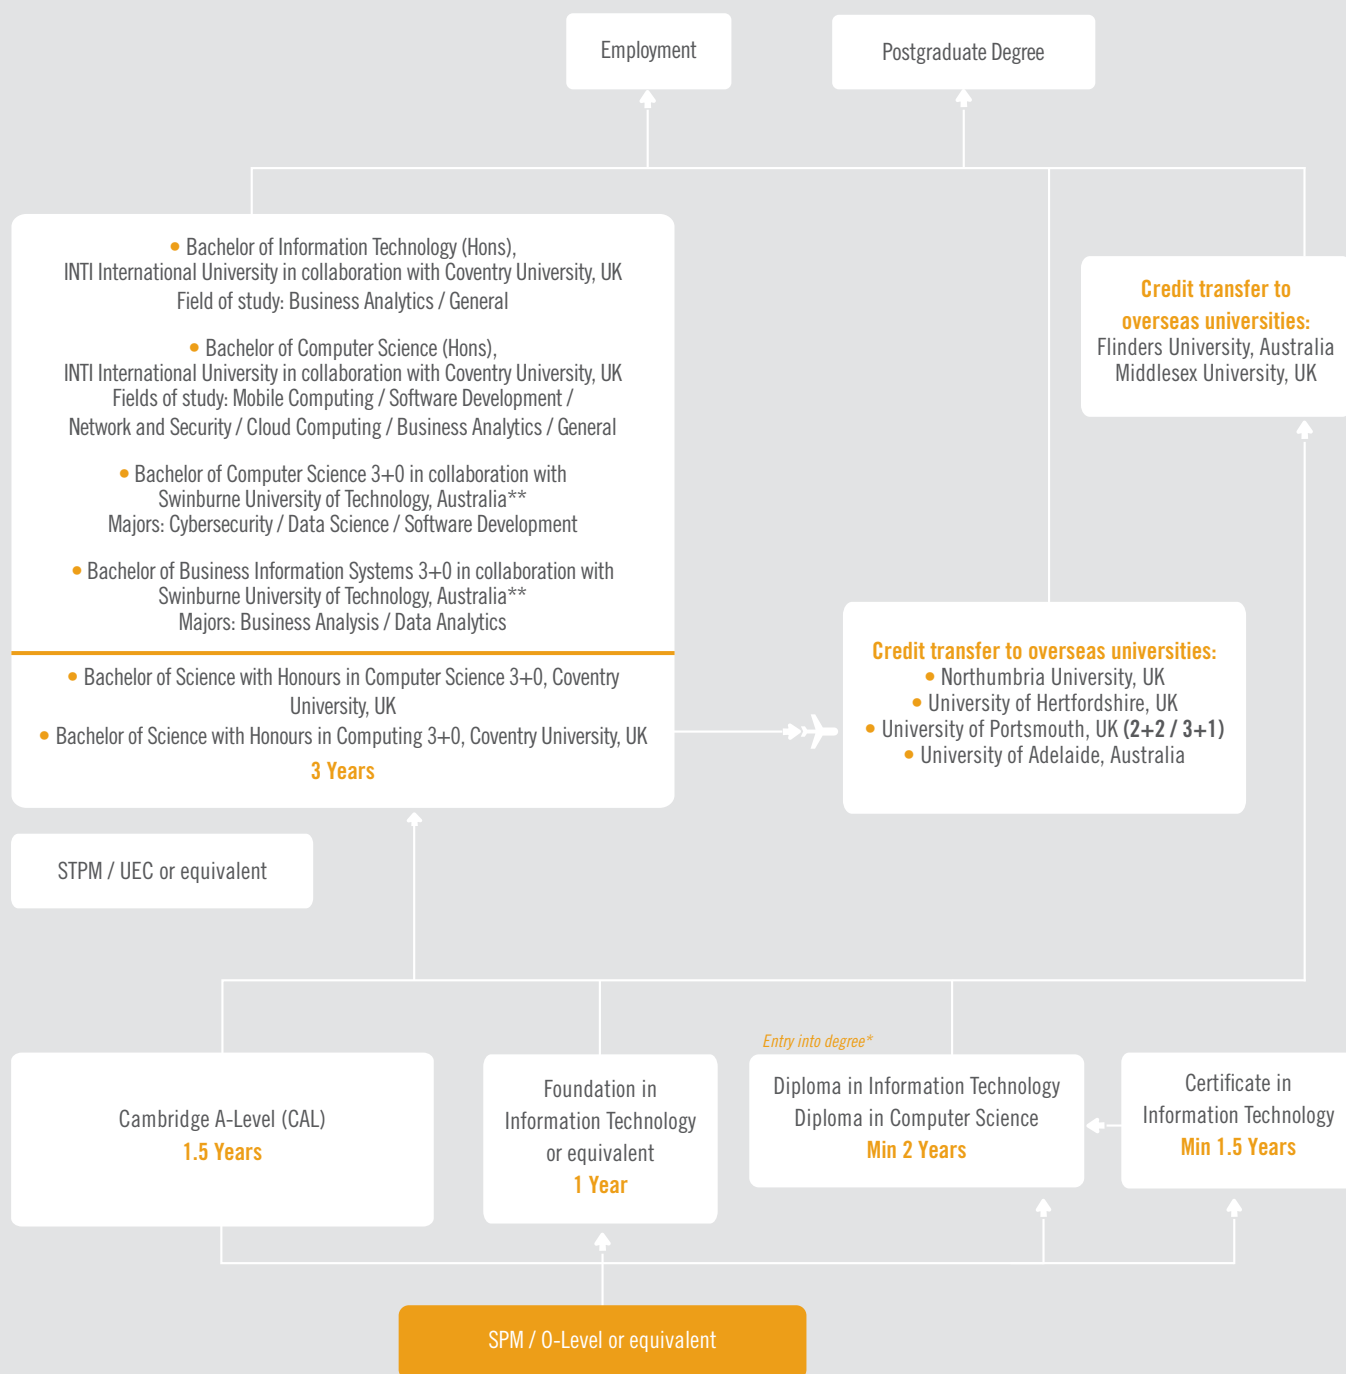 Employment
Postgraduate Degree
• Bachelor of Information Technology (Hons),
INTI International University in collaboration with Coventry University, UK
Field of study: Business Analytics / General
• Bachelor of Computer Science (Hons),
INTI International University in collaboration with Coventry University, UK
Fields of study: Mobile Computing / Software Development /
Network and Security / Cloud Computing / Business Analytics / General
• Bachelor of Computer Science 3+0 in collaboration with
Swinburne University of Technology, Australia**
Majors: Cybersecurity / Data Science / Software Development
• Bachelor of Business Information Systems 3+0 in collaboration with
Swinburne University of Technology, Australia**
Majors: Business Analysis / Data Analytics
• Bachelor of Science with Honours in Computer Science 3+0, Coventry
University, UK
• Bachelor of Science with Honours in Computing 3+0, Coventry University, UK
3 Years
Credit transfer to
overseas universities:
Flinders University, Australia
Middlesex University, UK
Credit transfer to overseas universities:
• Northumbria University, UK
• University of Hertfordshire, UK
• University of Portsmouth, UK (2+2 / 3+1)
• University of Adelaide, Australia
STPM / UEC or equivalent
Cambridge A-Level (CAL)
1.5 Years
Foundation in
Information Technology
or equivalent
1 Year
Entry into degree*
Diploma in Information Technology
Diploma in Computer Science
Min 2 Years
Certificate in
Information Technology
Min 1.5 Years
SPM / O-Level or equivalent